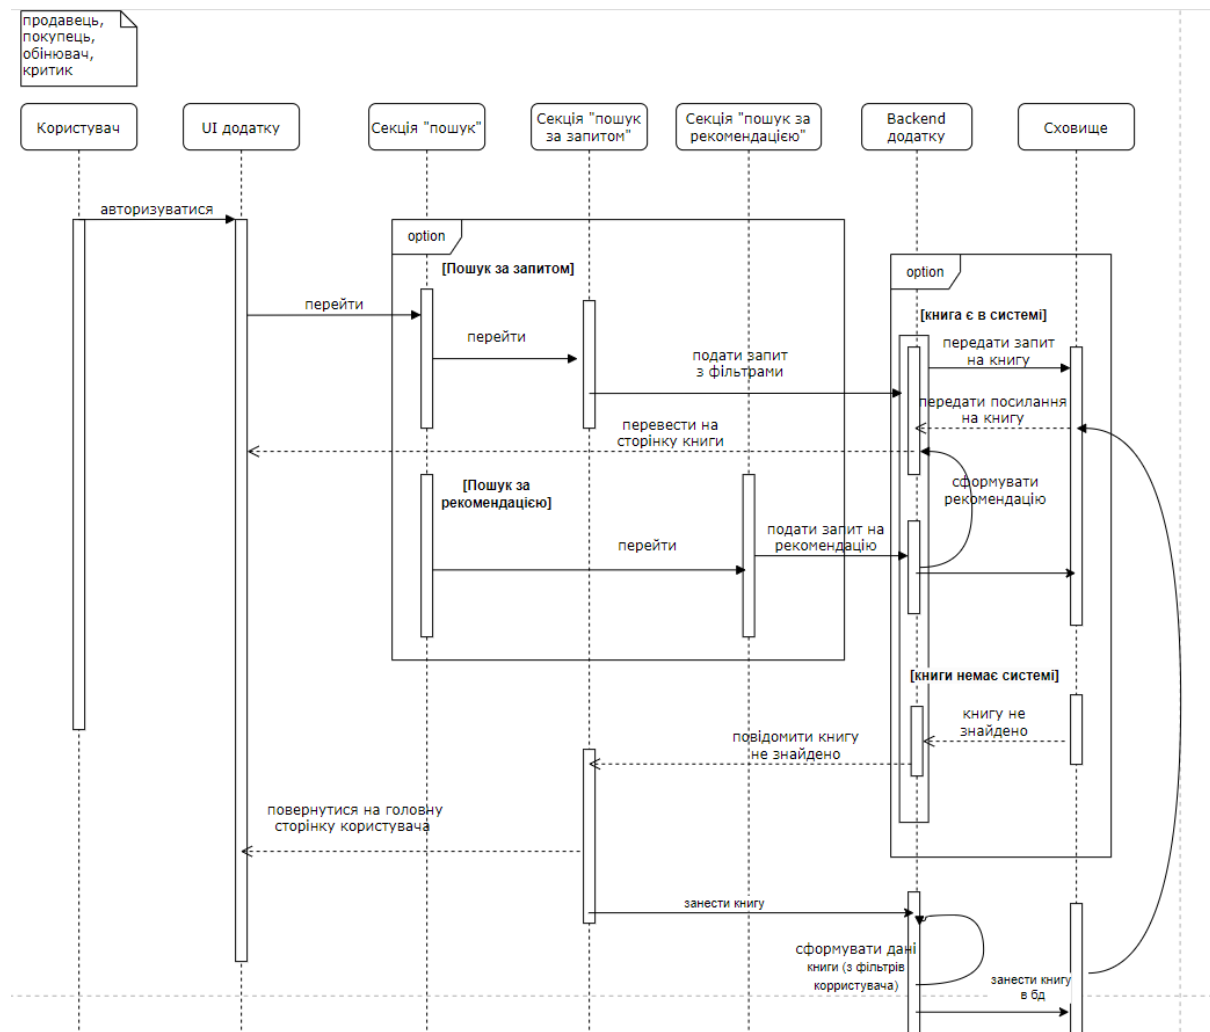 продавець,
покупець,
обінювач,
критик
Користувач
UI додатку
Секція "пошук"
Секція "пошук
за запитом"
Секція "пошук за
рекомендацією"
Backend
додатку
Сховище
авторизуватися
option
[Пошук за запитом]
option
перейти
[книга є в системі]
перейти
передати запит
на книгу
подати запит
з фільтрами
передати посилання
на книгу
перевести на
сторінку книги
[Пошук за
рекомендацією]
сформувати
рекомендацію
перейти
подати запит на
рекомендацію
[книги немає системі]
книгу не
знайдено
повідомити книгу
не знайдено
повернутися на головну
сторінку користувача
занести книгу
сформувати дані
книги (з фільтрів
корристувача)
занести книгу
в бд